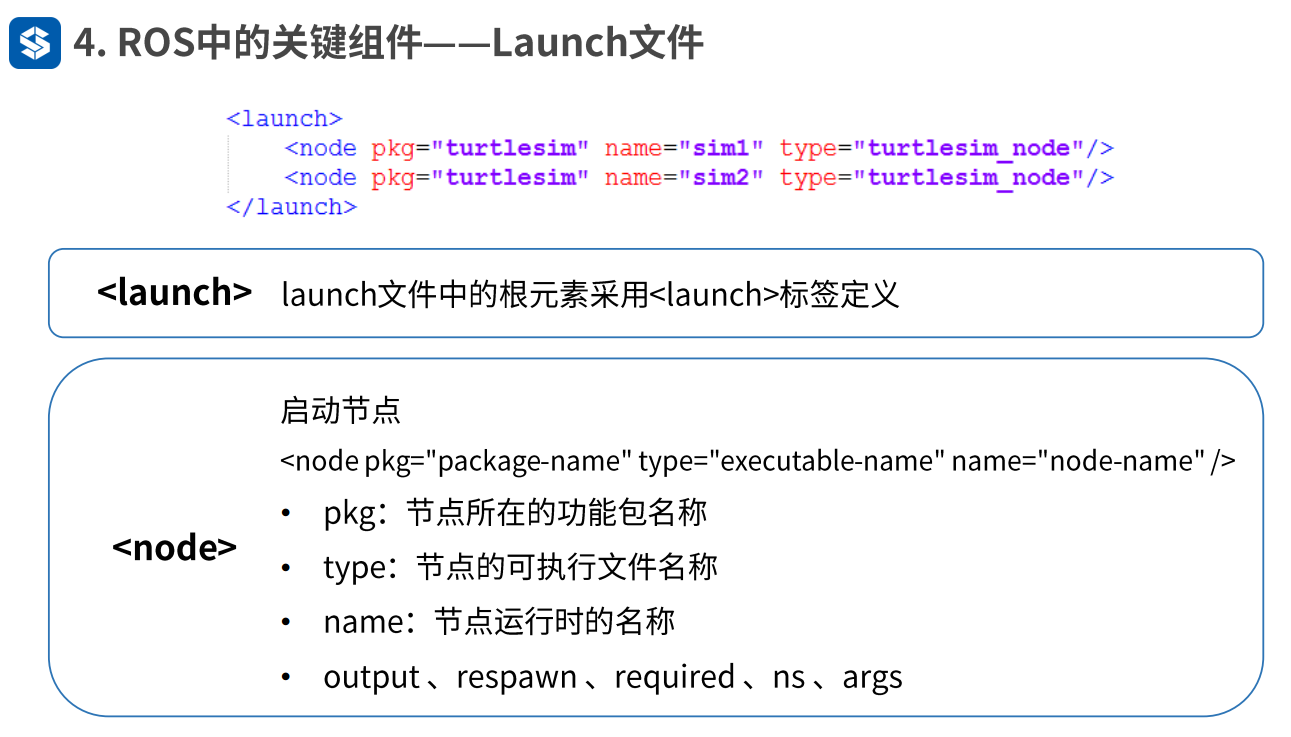 4. ROS中的关键组件——Launch文件
<launch>
<node pkg="turtlesim" name="sim1" type="turtlesim_node"/>
<node pkg="turtlesim" name="sim2" type="turtlesim_node"/>
</launch>
<launch> launch文件中的根元素采用<launch>标签定义
<node>
启动节点
<node pkg="package-name" type="executable-name" name="node-name" />
• pkg：节点所在的功能包名称
• type：节点的可执行文件名称
• name：节点运行时的名称
• output 、respawn 、required 、ns 、args